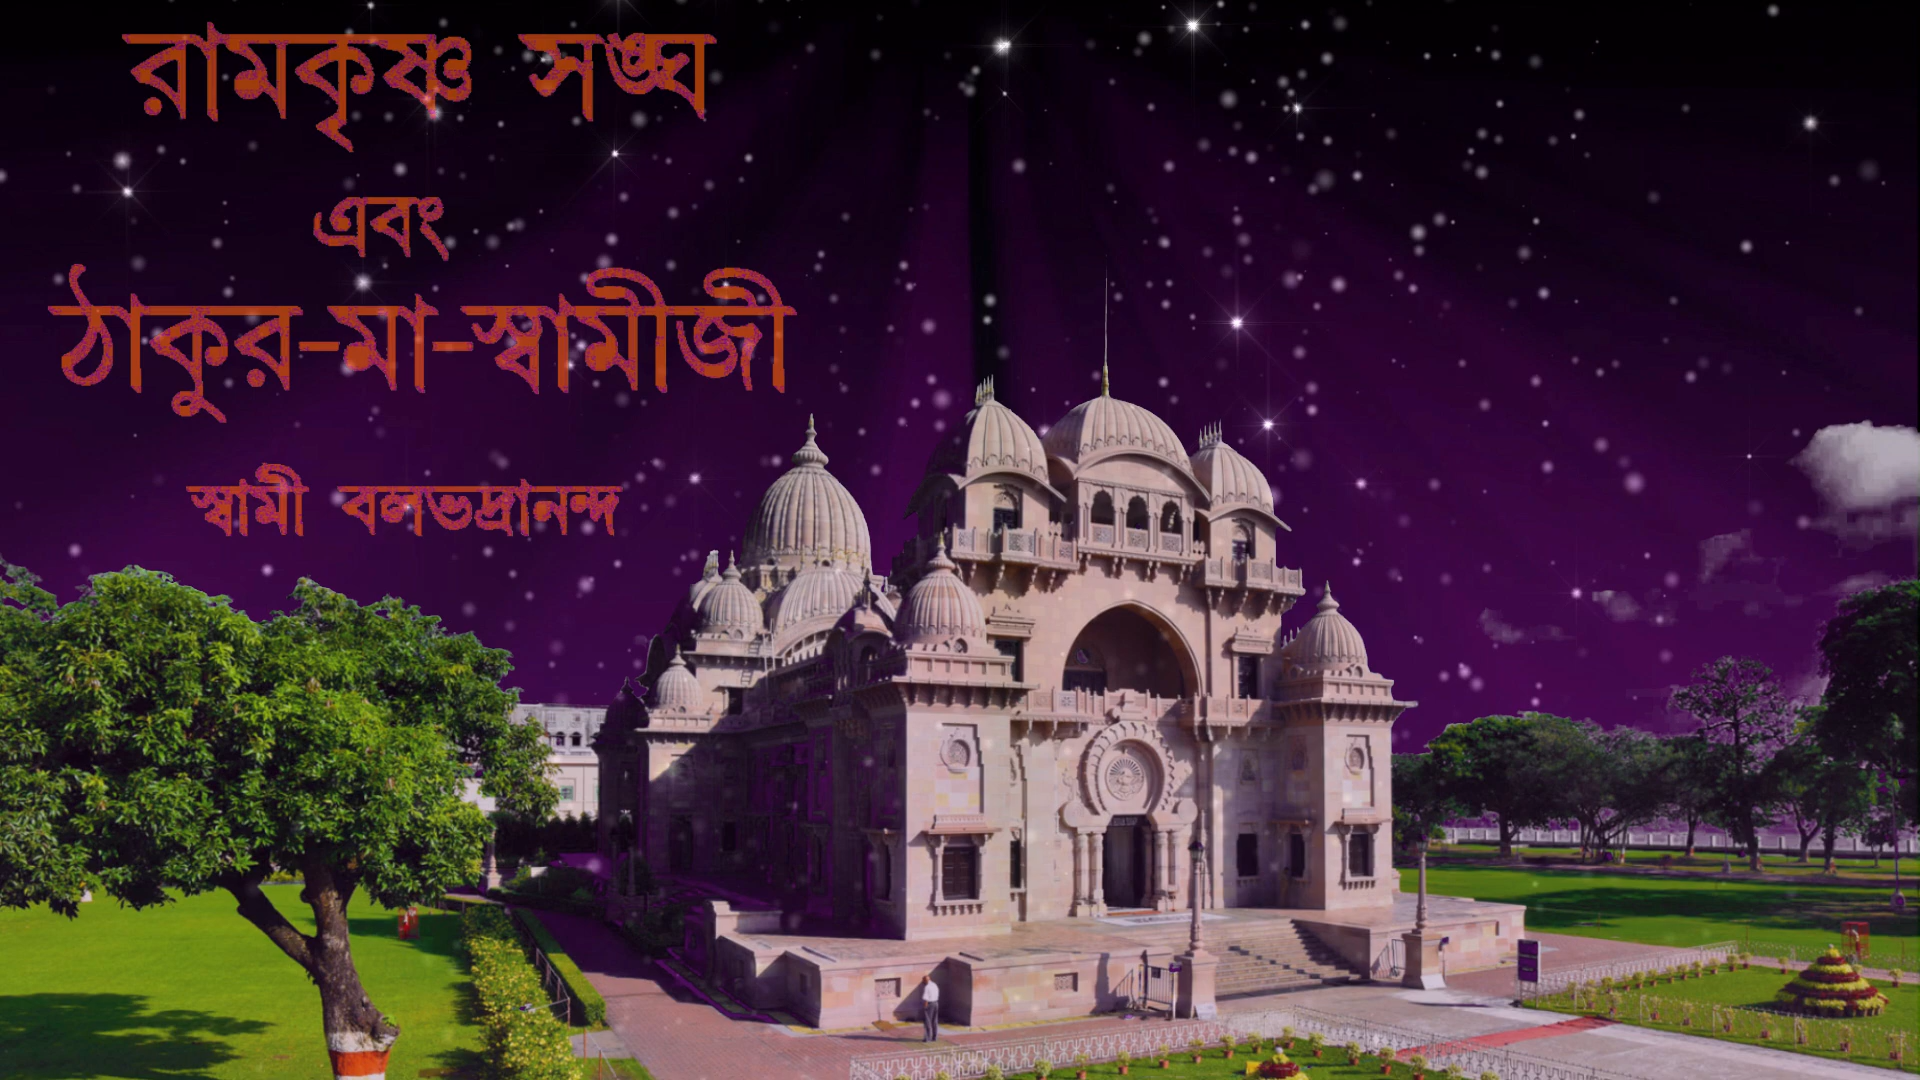 রামকৃষ্ণ সঙ্ঘ
এবং
ঠাকুর-মা-স্বামীজী
স্বামী বলভদ্রানন্দ